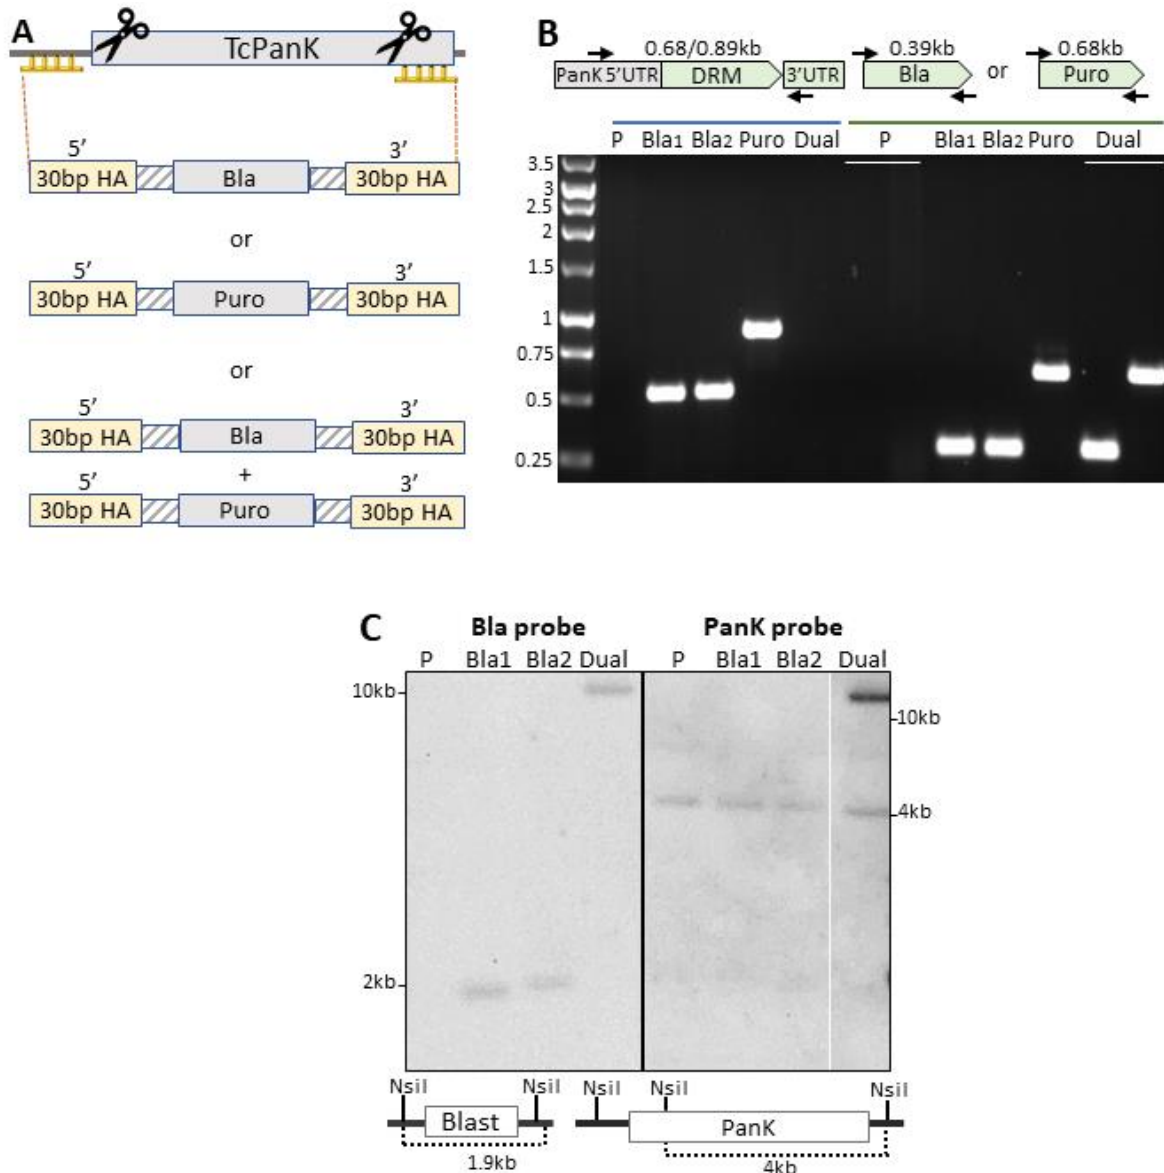 A
TcPanK
5’ 3’
30bp HA Bla 30bp HA
or
5’ 3’
30bp HA Puro 30bp HA
or
5’ 3’
30bp HA Bla 30bp HA
+
5’ 3’
30bp HA Puro 30bp HA
B
0.68/0.89kb 0.39kb 0.68kb
PanK 5’UTR DRM 3’UTR Bla or Puro
P Bla1 Bla2 Puro Dual P Bla1 Bla2 Puro Dual
3.5
3
2.5
2
1.5
1
0.75
0.5
0.25
C Bla probe PanK probe
P Bla1 Bla2 Dual P Bla1 Bla2 Dual
10kb
10kb
4kb
2kb
NsiI NsiI NsiI NsiI NsiI
Blast PanK
1.9kb 4kb